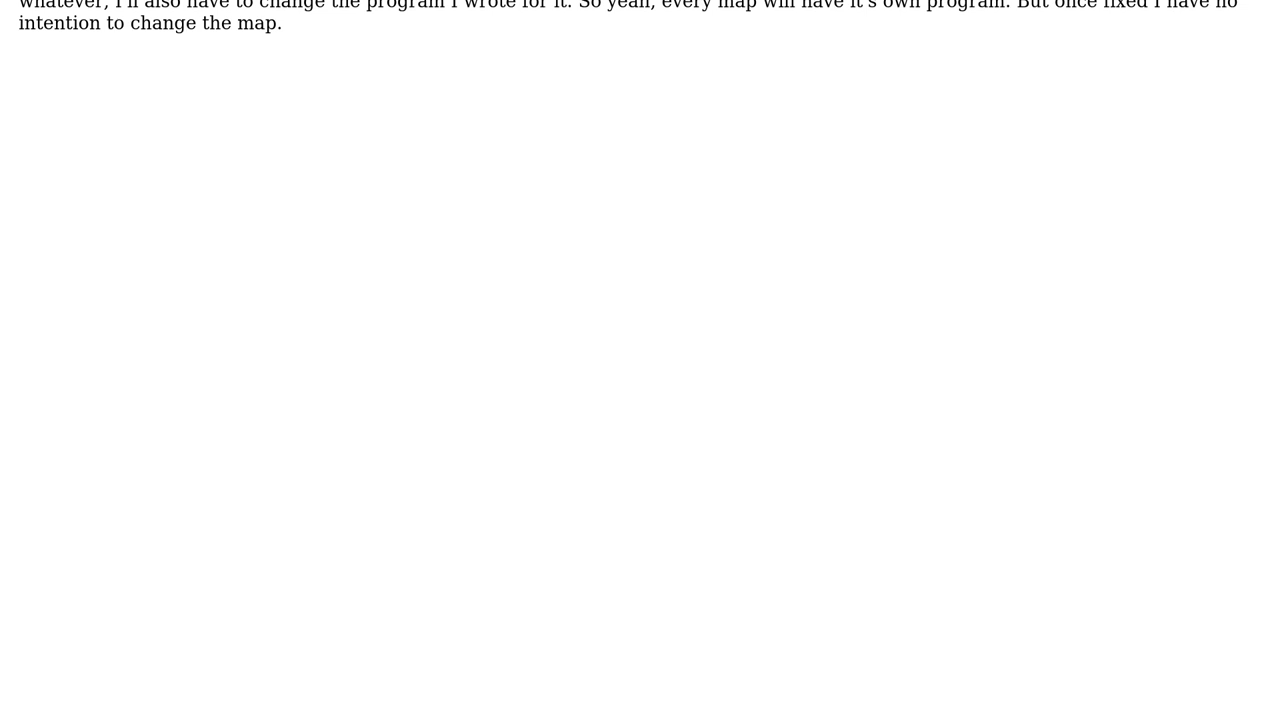 whatever, I'll also have to change the program I wrote for it. So yeah, every map will have it's own program. But once fixed I have no
intention to change the map.